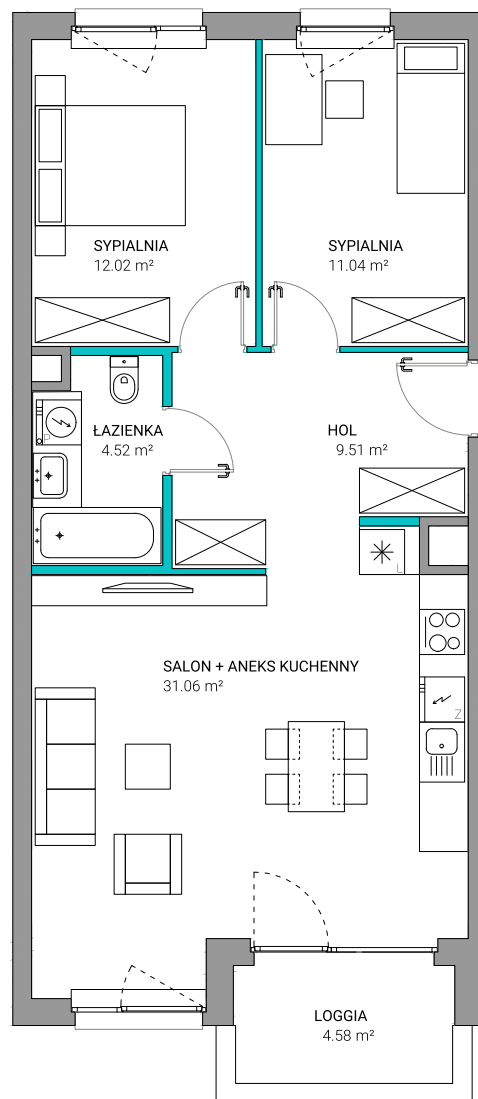 SYPIALNIA
12.02 m²
SYPIALNIA
11.04 m²
ŁAZIENKA
4.52 m²
P
HOL
9.51 m²
L
SALON + ANEKS KUCHENNY
31.06 m²
Z
LOGGIA
4.58 m²